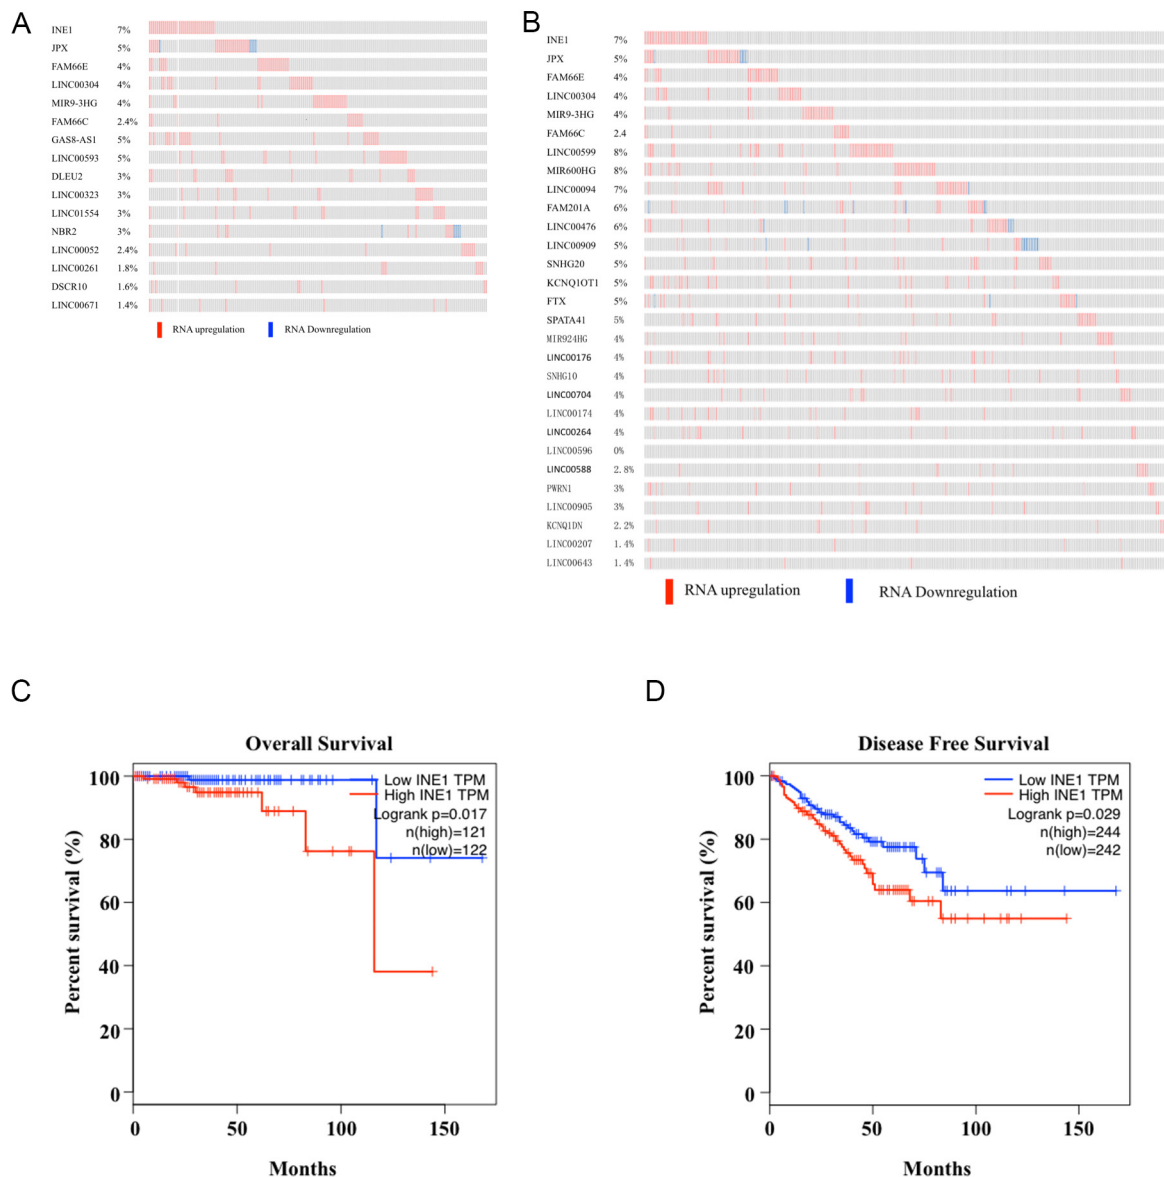 A
INE1 7%
JPX 5%
FAM66E 4%
LINC00304 4%
MIR9-3HG 4%
FAM66C 2.4%
GAS8-AS1 5%
LINC00593 5%
DLEU2 3%
LINC00323 3%
LINC01554 3%
NBR2 3%
LINC00052 2.4%
LINC00261 1.8%
DSCR10 1.6%
LINC00671 1.4%
RNA upregulation RNA Downregulation
B
INE1 7%
JPX 5%
FAM66E 4%
LINC00304 4%
MIR9-3HG 4%
FAM66C 2.4
LINC00599 8%
MIR600HG 8%
LINC00094 7%
FAM201A 6%
LINC00476 6%
LINC00909 5%
SNHG20 5%
KCNQ1OT1 5%
FTX 5%
SPATA41 5%
MIR924HG 4%
LINC00176 4%
SNHG10 4%
LINC00704 4%
LINC00174 4%
LINC00264 4%
LINC00596 0%
LINC00588 2.8%
PWRN1 3%
LINC00905 3%
KCNQ1DN 2.2%
LINC00207 1.4%
LINC00643 1.4%
RNA upregulation RNA Downregulation
C
Overall Survival
Low INE1 TPM
High INE1 TPM
Logrank p=0.017
n(high)=121
n(low)=122
Percent survival (%)
100
80
60
40
20
0
0 50 100 150
Months
D
Disease Free Survival
Low INE1 TPM
High INE1 TPM
Logrank p=0.029
n(high)=244
n(low)=242
Percent survival (%)
100
80
60
40
20
0
0 50 100 150
Months